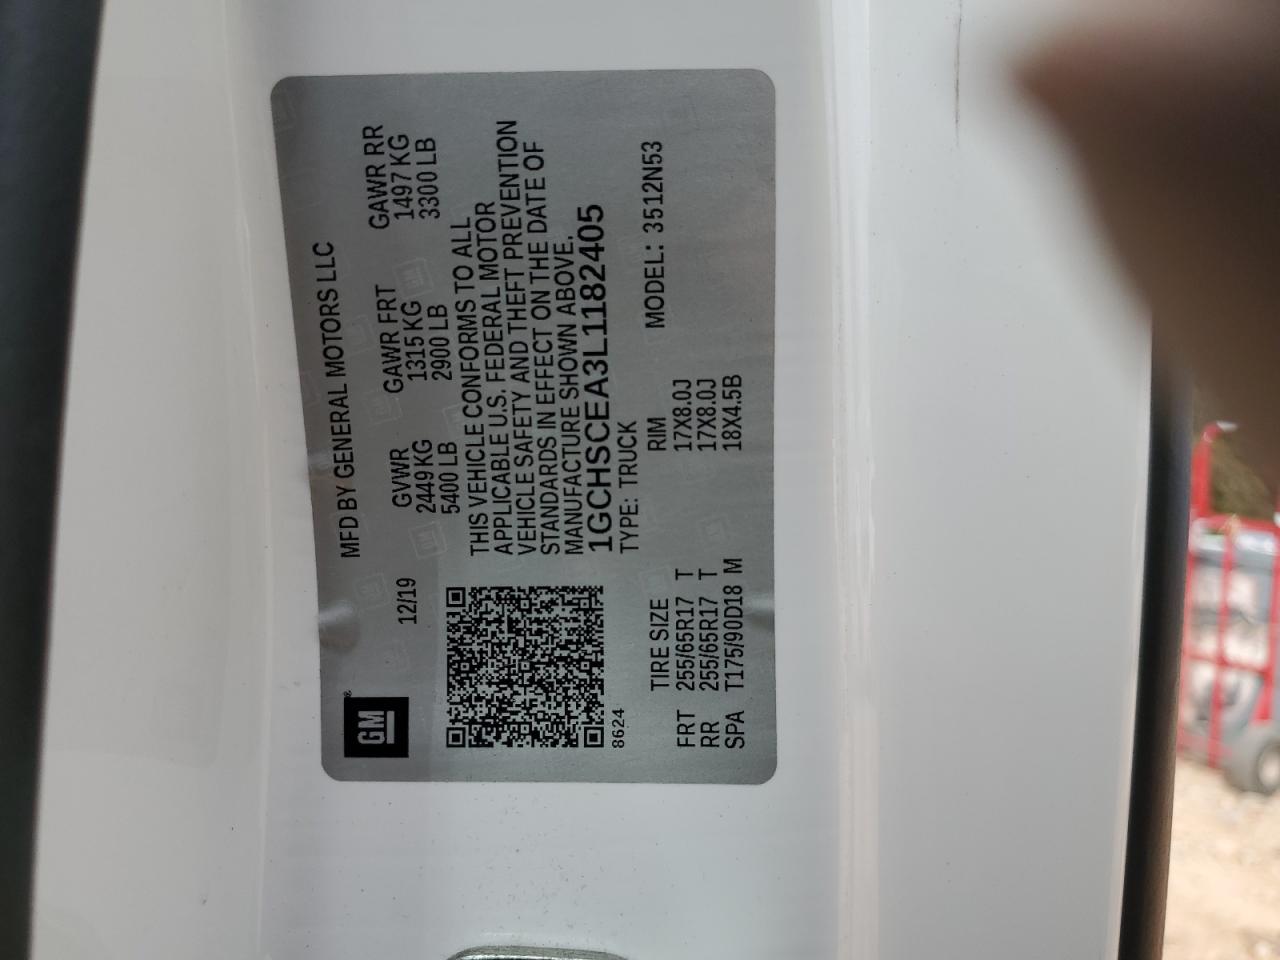 GM®
MFD BY GENERAL MOTORS LLC
12/19
GVWR GAWR FRT GAWR RR
2449 KG 1315 KG 1497 KG
5400 LB 2900 LB 3300 LB
THIS VEHICLE CONFORMS TO ALL
APPLICABLE U.S. FEDERAL MOTOR
VEHICLE SAFETY AND THEFT PREVENTION
STANDARDS IN EFFECT ON THE DATE OF
MANUFACTURE SHOWN ABOVE.
1GCHSCEA3L1182405
8624
TYPE: TRUCK MODEL: 3512N53
TIRE SIZE RIM
FRT 255/65R17 T 17X8.0J
RR 255/65R17 T 17X8.0J
SPA T175/90D18 M 18X4.5B